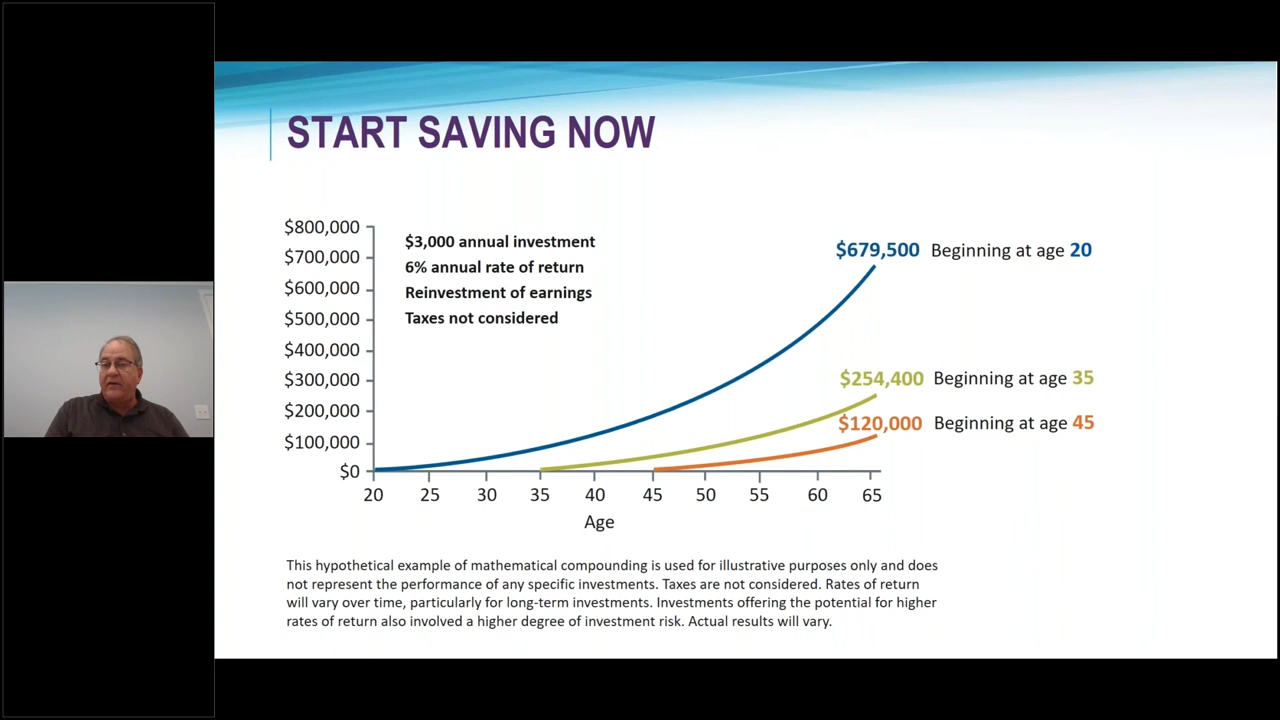 START SAVING NOW
$800,000
$700,000
$600,000
$500,000
$400,000
$300,000
$200,000
$100,000
$0
$3,000 annual investment
6% annual rate of return
Reinvestment of earnings
Taxes not considered
$679,500 Beginning at age 20
$254,400 Beginning at age 35
$120,000 Beginning at age 45
20 25 30 35 40 45 50 55 60 65
Age
This hypothetical example of mathematical compounding is used for illustrative purposes only and does
not represent the performance of any specific investments. Taxes are not considered. Rates of return
will vary over time, particularly for long-term investments. Investments offering the potential for higher
rates of return also involved a higher degree of investment risk. Actual results will vary.